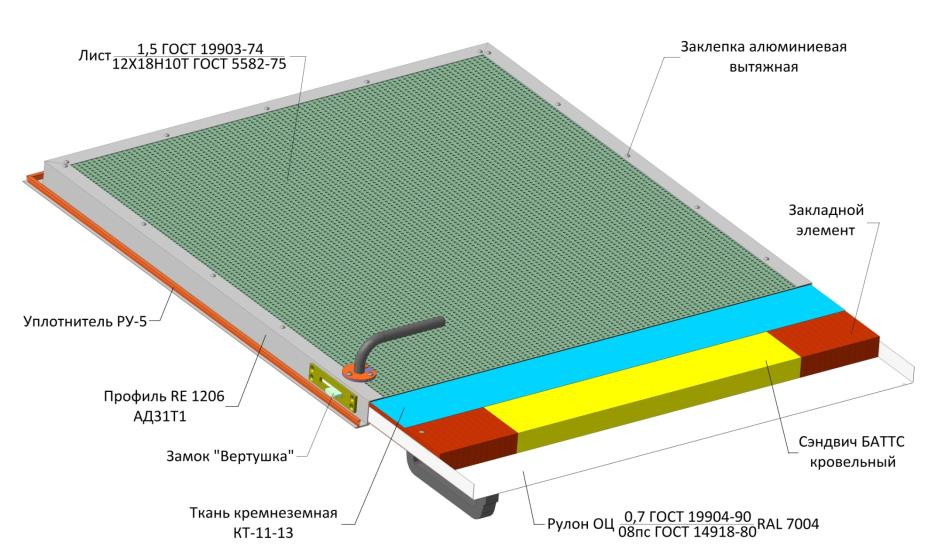 Лист 1,5 ГОСТ 19903-74
12Х18Н10Т ГОСТ 5582-75
Заклепка алюминиевая
вытяжная
Закладной
элемент
Уплотнитель РУ-5
Профиль RE 1206
АД31Т1
Замок "Вертушка"
Ткань кремнеземная
КТ-11-13
Сэндвич БАТТС
кровельный
Рулон ОЦ 0,7 ГОСТ 19904-90 RAL 7004
08пс ГОСТ 14918-80